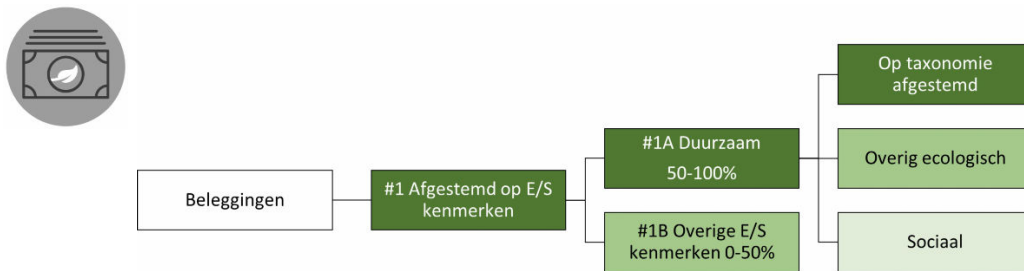 Beleggingen
#1 Afgestemd op E/S
kenmerken
#1A Duurzaam
50-100%
#1B Overige E/S
kenmerken 0-50%
Op taxonomie
afgestemd
Overig ecologisch
Sociaal